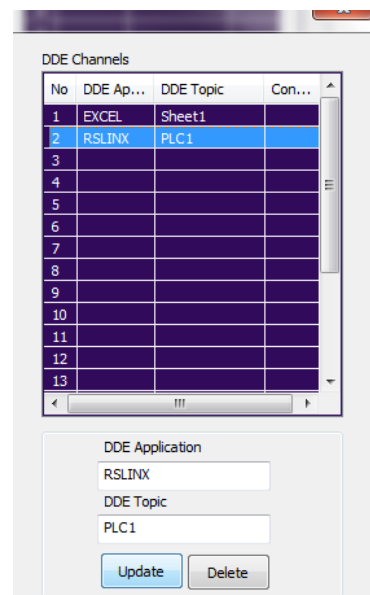 DDE Channels
No DDE Ap... DDE Topic Con...
1 EXCEL Sheet1
2 RSLINX PLC1
3
4
5
6
7
8
9
10
11
12
13
DDE Application
RSLINX
DDE Topic
PLC1
Update Delete